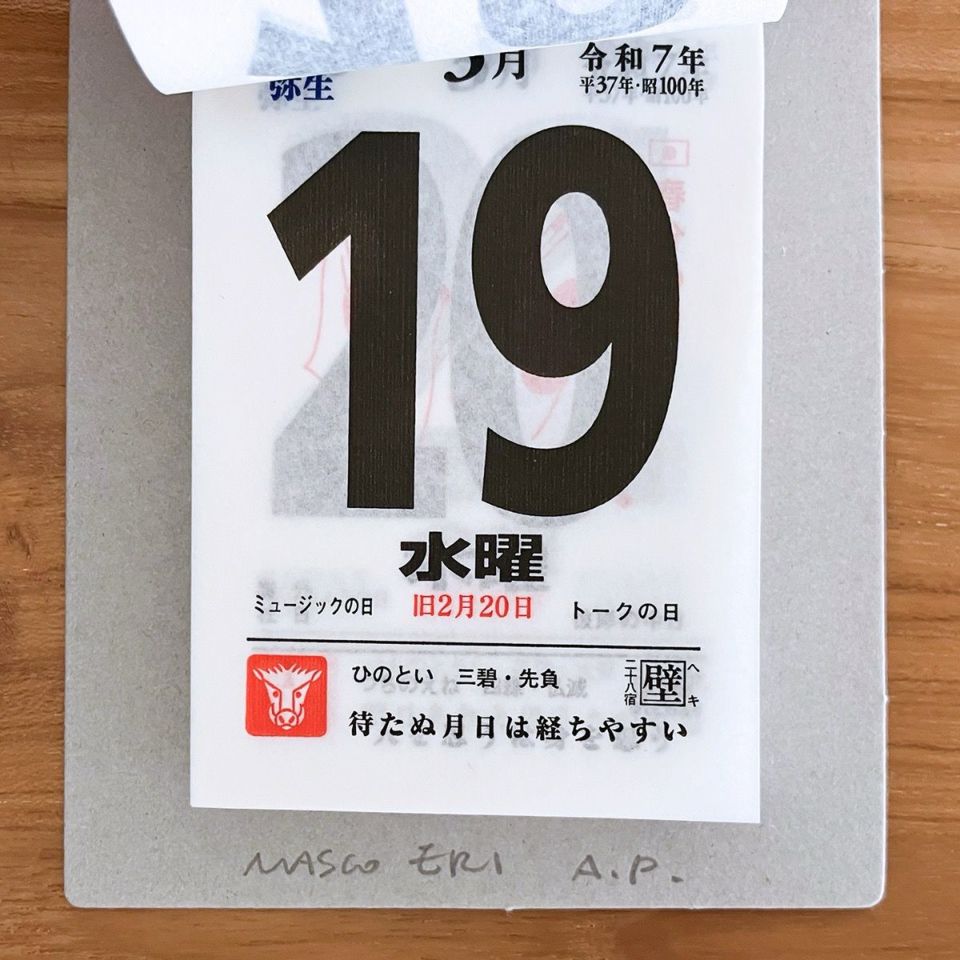 弥生 3月 令和7年
平37年・昭100年
19
水曜
ミュージックの日 旧2月20日 トークの日
ひのとい 三碧・先負 二十八宿 壁 ヘキ
待たぬ月日は経ちやすい
MASCO ERI A.P.